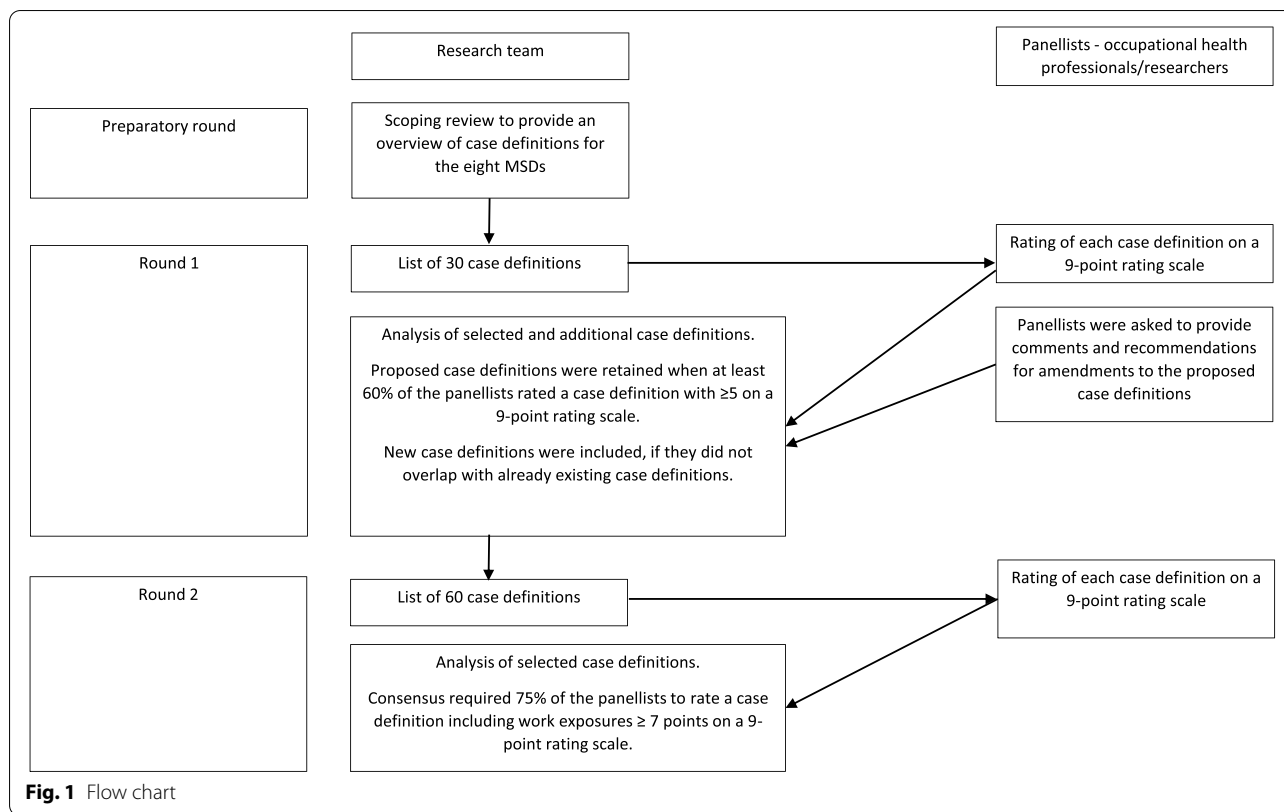 Research team
Panellists - occupational health
professionals/researchers
Preparatory round
Scoping review to provide an
overview of case definitions for
the eight MSDs
Round 1
List of 30 case definitions
Rating of each case definition on a
9-point rating scale
Analysis of selected and additional case definitions.
Proposed case definitions were retained when at least
60% of the panellists rated a case definition with ≥5 on a
9-point rating scale.
New case definitions were included, if they did not
overlap with already existing case definitions.
Panellists were asked to provide
comments and recommendations
for amendments to the proposed
case definitions
Round 2
List of 60 case definitions
Rating of each case definition on a
9-point rating scale
Analysis of selected case definitions.
Consensus required 75% of the panellists to rate a case
definition including work exposures ≥ 7 points on a 9-
point rating scale.
Fig. 1 Flow chart